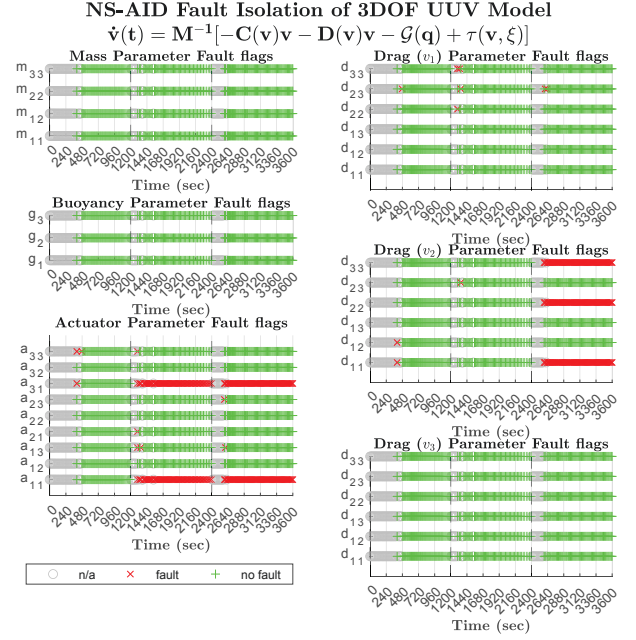 NS-AID Fault Isolation of 3DOF UUV Model
v̇(t) = M⁻¹[−C(v)v − D(v)v − 𝒢(q) + τ(v, ξ)]
Mass Parameter Fault flags
m33
m22
m12
m11
0 240 480 720 960 1200 1440 1680 1920 2160 2400 2640 2880 3120 3360 3600
Time (sec)
Buoyancy Parameter Fault flags
g3
g2
g1
0 240 480 720 960 1200 1440 1680 1920 2160 2400 2640 2880 3120 3360 3600
Time (sec)
Actuator Parameter Fault flags
a33
a32
a31
a23
a22
a21
a13
a12
a11
0 240 480 720 960 1200 1440 1680 1920 2160 2400 2640 2880 3120 3360 3600
Time (sec)
n/a fault no fault
Drag (v1) Parameter Fault flags
d33
d23
d22
d13
d12
d11
0 240 480 720 960 1200 1440 1680 1920 2160 2400 2640 2880 3120 3360 3600
Time (sec)
Drag (v2) Parameter Fault flags
d33
d23
d22
d13
d12
d11
0 240 480 720 960 1200 1440 1680 1920 2160 2400 2640 2880 3120 3360 3600
Time (sec)
Drag (v3) Parameter Fault flags
d33
d23
d22
d13
d12
d11
0 240 480 720 960 1200 1440 1680 1920 2160 2400 2640 2880 3120 3360 3600
Time (sec)